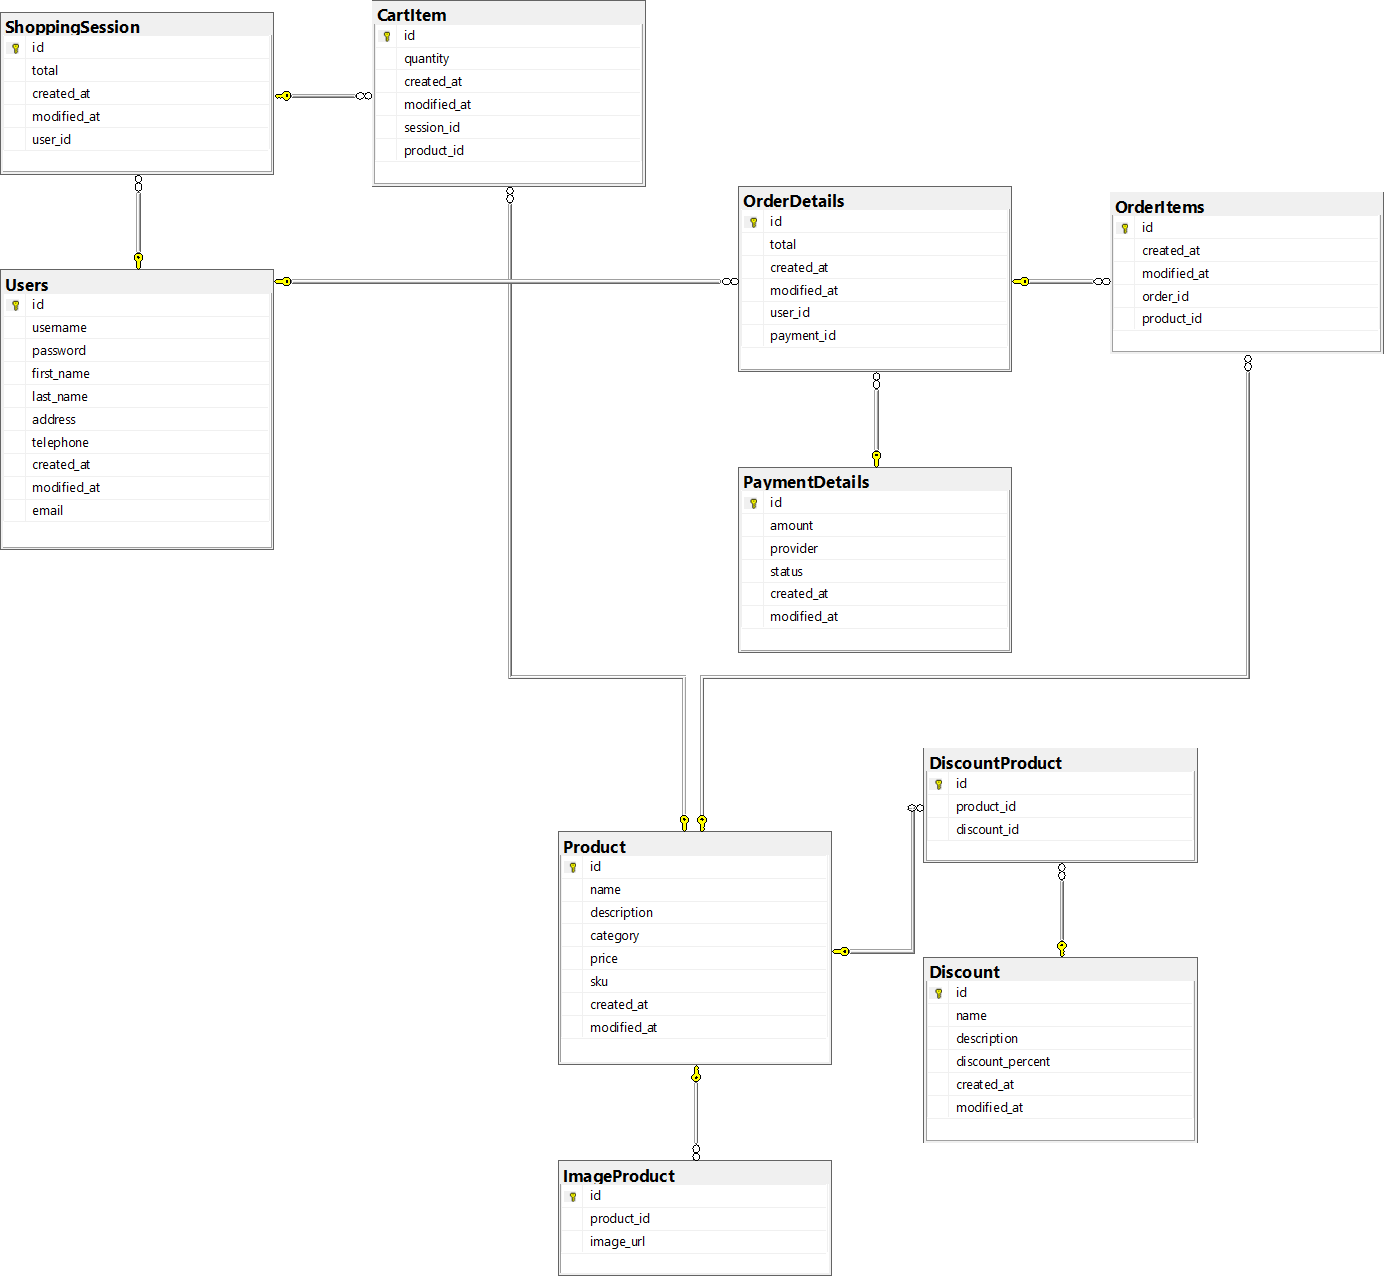 ShoppingSession
id
total
created_at
modified_at
user_id
CartItem
id
quantity
created_at
modified_at
session_id
product_id
OrderDetails
id
total
created_at
modified_at
user_id
payment_id
OrderItems
id
created_at
modified_at
order_id
product_id
Users
id
username
password
first_name
last_name
address
telephone
created_at
modified_at
email
PaymentDetails
id
amount
provider
status
created_at
modified_at
DiscountProduct
id
product_id
discount_id
Product
id
name
description
category
price
sku
created_at
modified_at
Discount
id
name
description
discount_percent
created_at
modified_at
ImageProduct
id
product_id
image_url